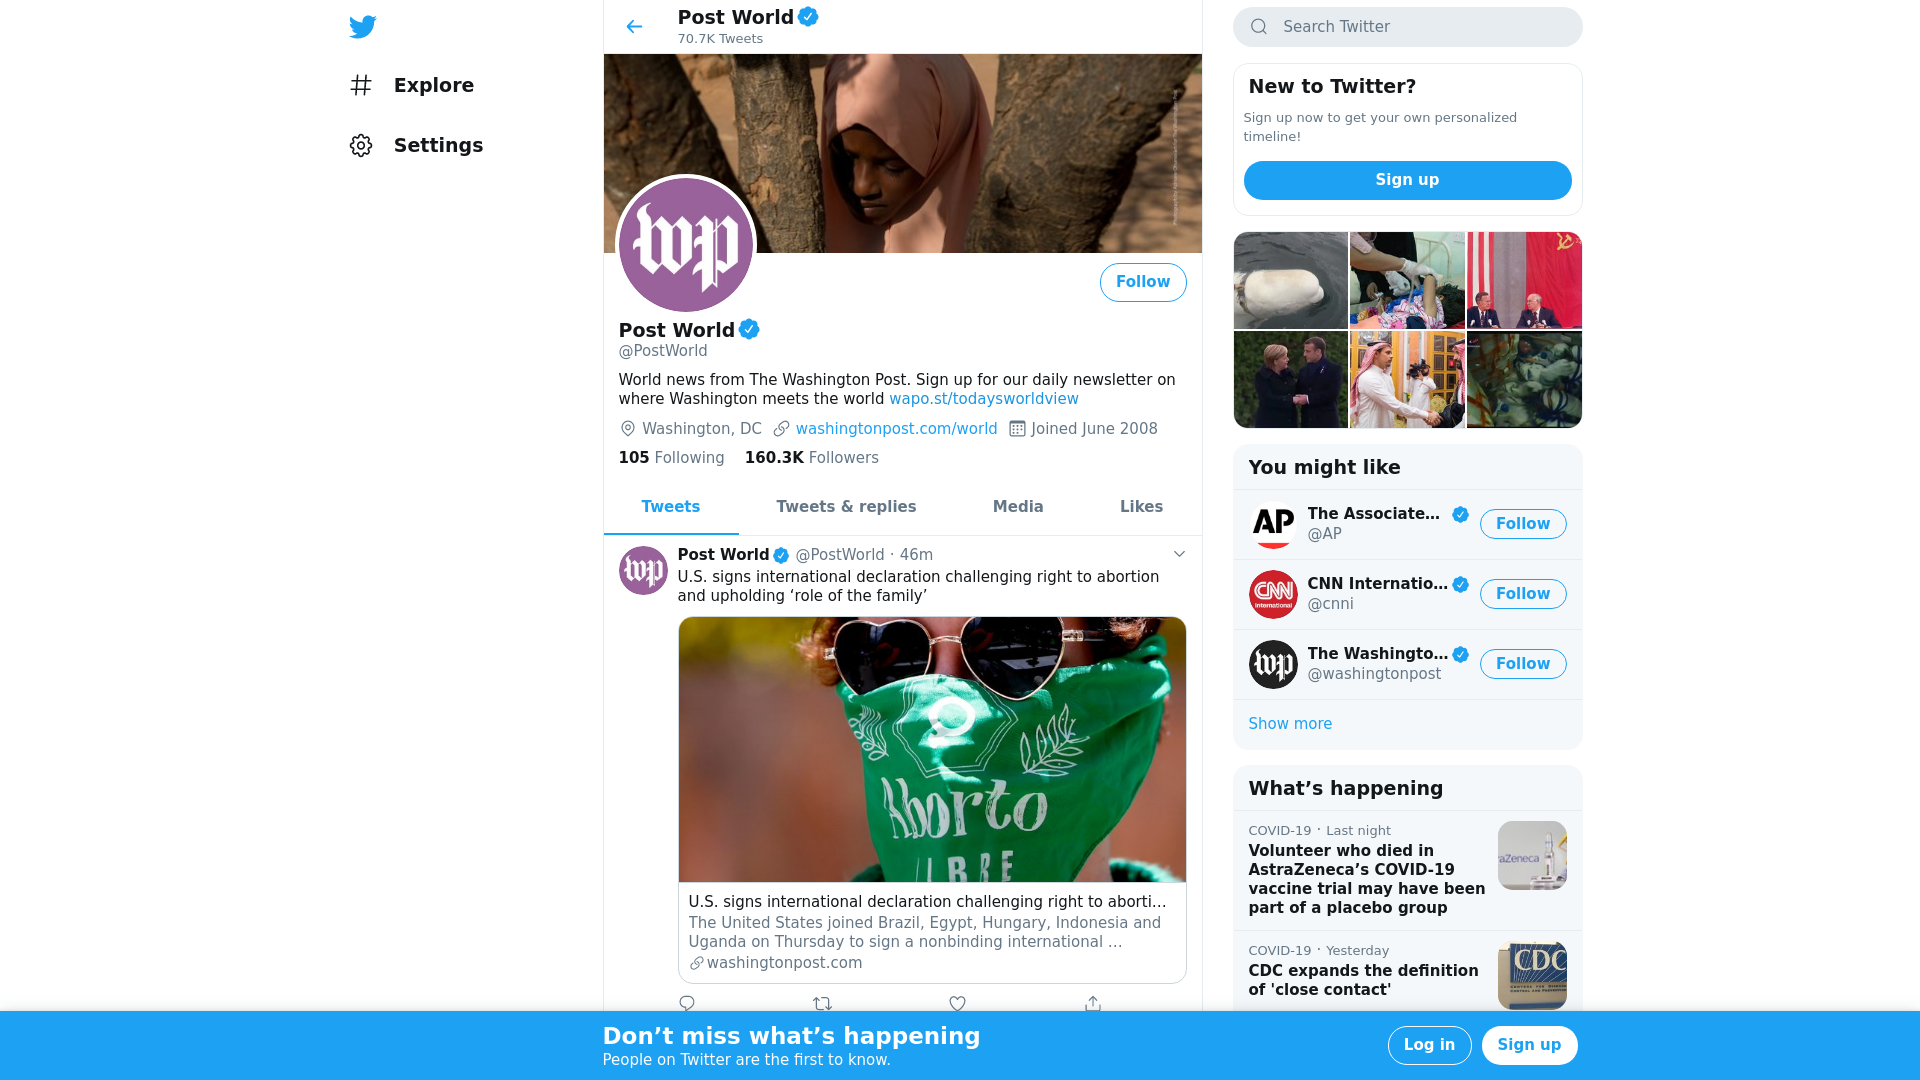 Explore
Settings
Post World
70.7K Tweets
wp
Follow
Post World
@PostWorld
World news from The Washington Post. Sign up for our daily newsletter on
where Washington meets the world wapo.st/todaysworldview
Washington, DC washingtonpost.com/world Joined June 2008
105 Following 160.3K Followers
Tweets Tweets & replies Media Likes
wp
Post World @PostWorld · 46m
U.S. signs international declaration challenging right to abortion
and upholding ‘role of the family’
Aborto
LIBRE
U.S. signs international declaration challenging right to aborti…
The United States joined Brazil, Egypt, Hungary, Indonesia and
Uganda on Thursday to sign a nonbinding international …
washingtonpost.com
Search Twitter
New to Twitter?
Sign up now to get your own personalized
timeline!
Sign up
You might like
AP
The Associate…
@AP
Follow
CNN
International
CNN Internatio…
@cnni
Follow
wp
The Washingto…
@washingtonpost
Follow
Show more
What’s happening
COVID-19 · Last night
Volunteer who died in
AstraZeneca’s COVID-19
vaccine trial may have been
part of a placebo group
aZeneca
COVID-19 · Yesterday
CDC expands the definition
of 'close contact'
CDC
Don’t miss what’s happening
People on Twitter are the first to know.
Log in
Sign up